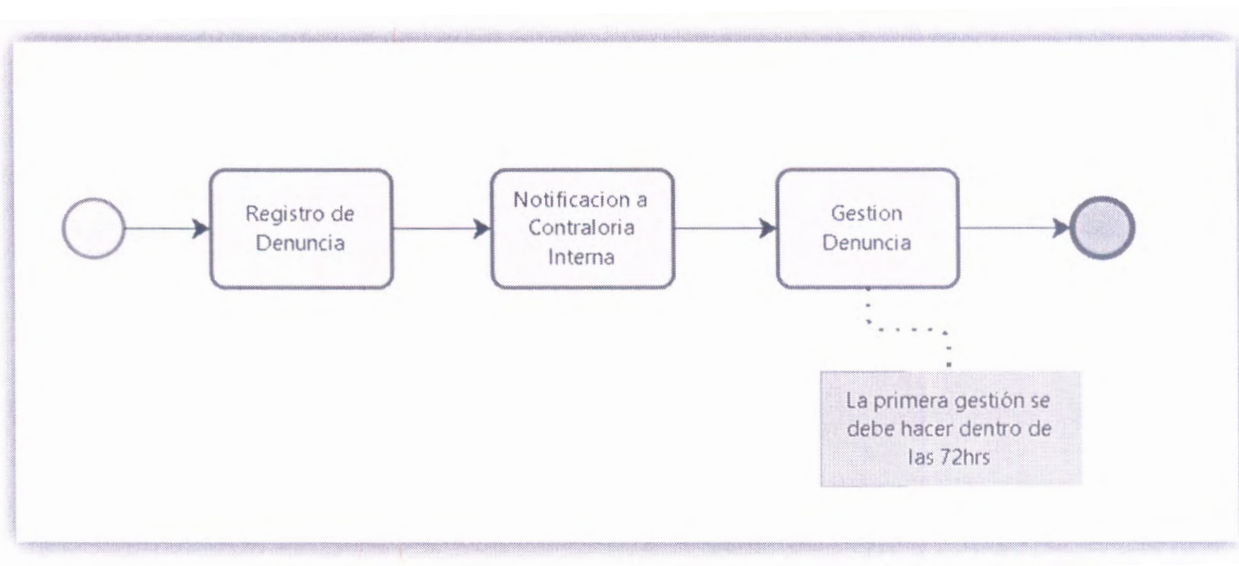 Registro de
Denuncia
Notificacion a
Contraloria
Interna
Gestion
Denuncia
La primera gestión se
debe hacer dentro de
las 72hrs